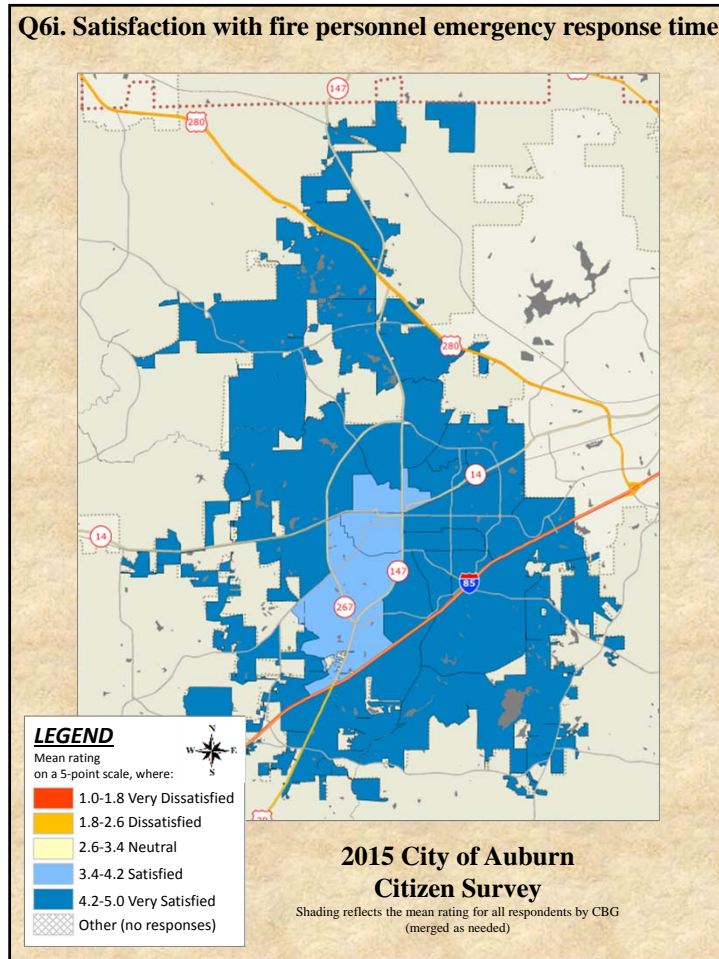 Q6i. Satisfaction with fire personnel emergency response time
147
280
280
14
14
147
85
267
LEGEND
Mean rating
on a 5-point scale, where:
N
W
E
S
1.0-1.8 Very Dissatisfied
1.8-2.6 Dissatisfied
2.6-3.4 Neutral
3.4-4.2 Satisfied
4.2-5.0 Very Satisfied
Other (no responses)
2015 City of Auburn
Citizen Survey
Shading reflects the mean rating for all respondents by CBG
(merged as needed)